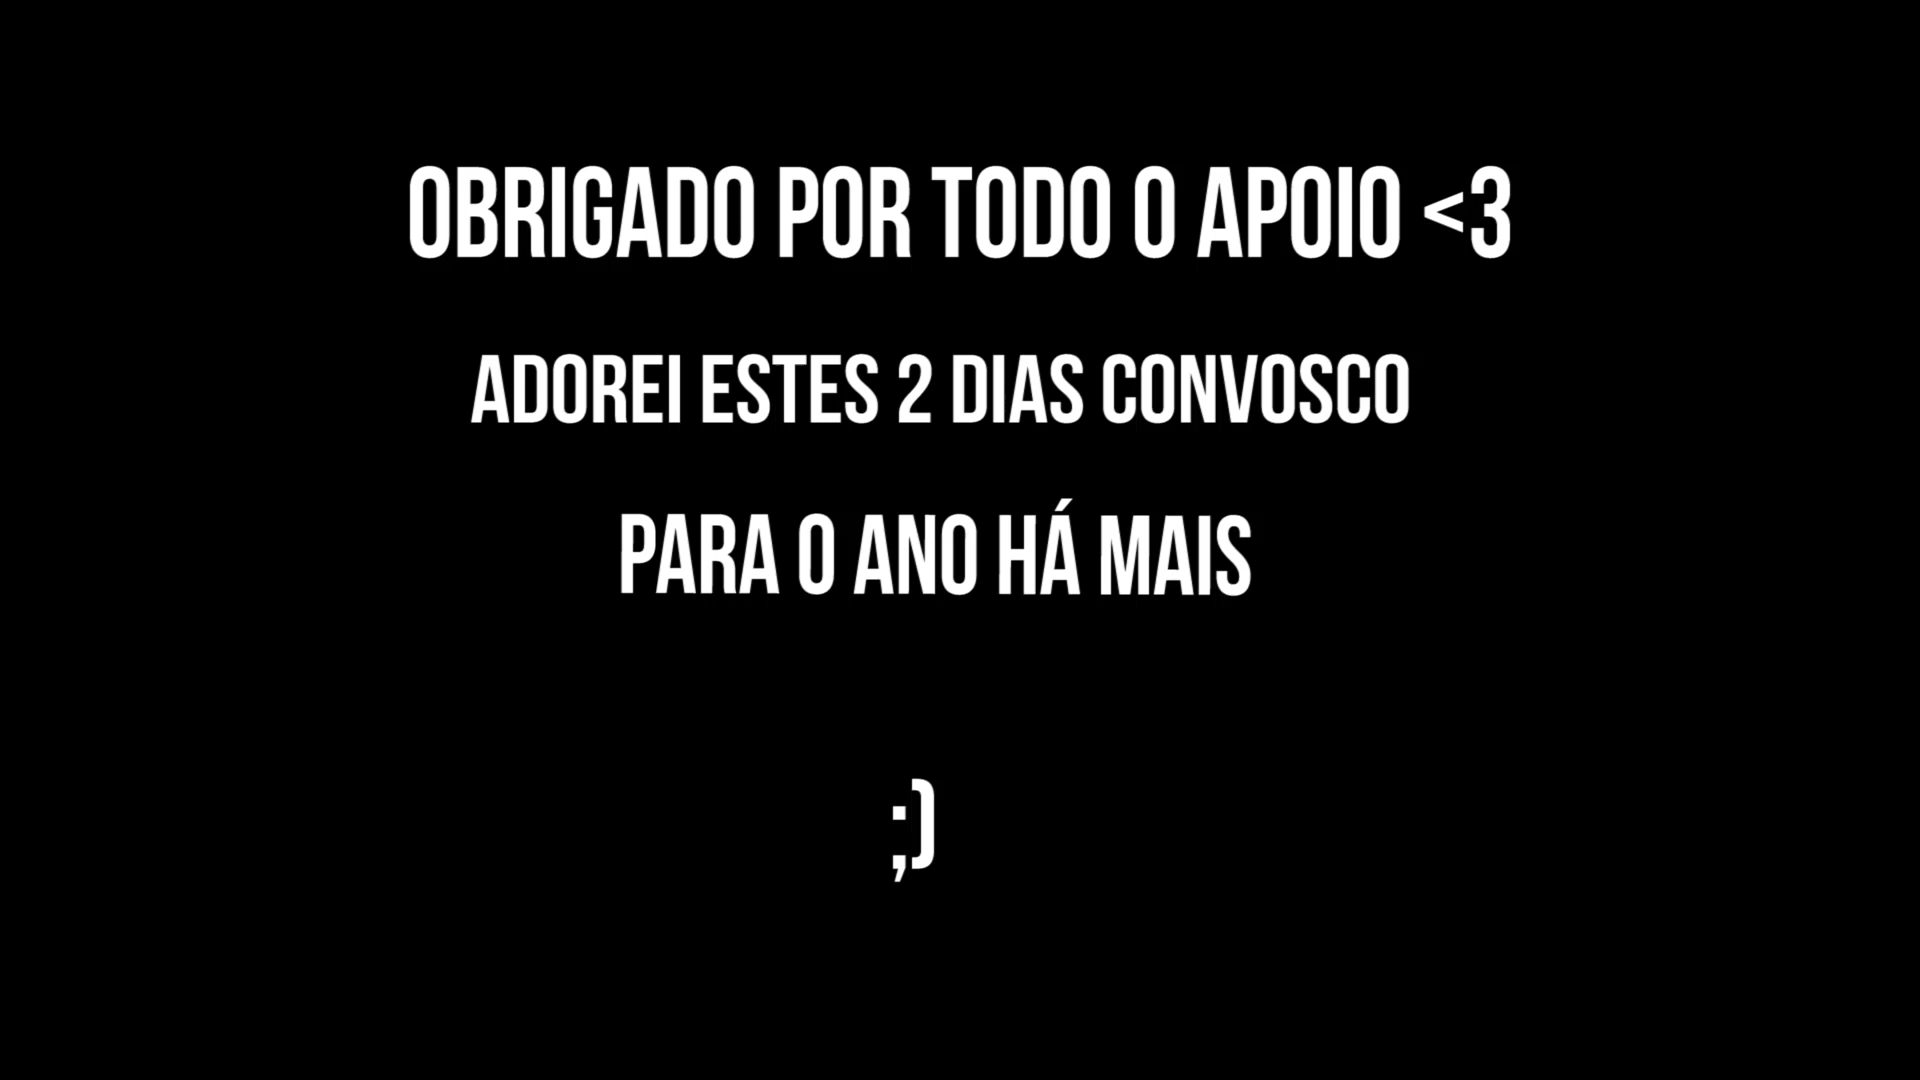 OBRIGADO POR TODO O APOIO <3
ADOREI ESTES 2 DIAS CONVOSCO
PARA O ANO HÁ MAIS
;)